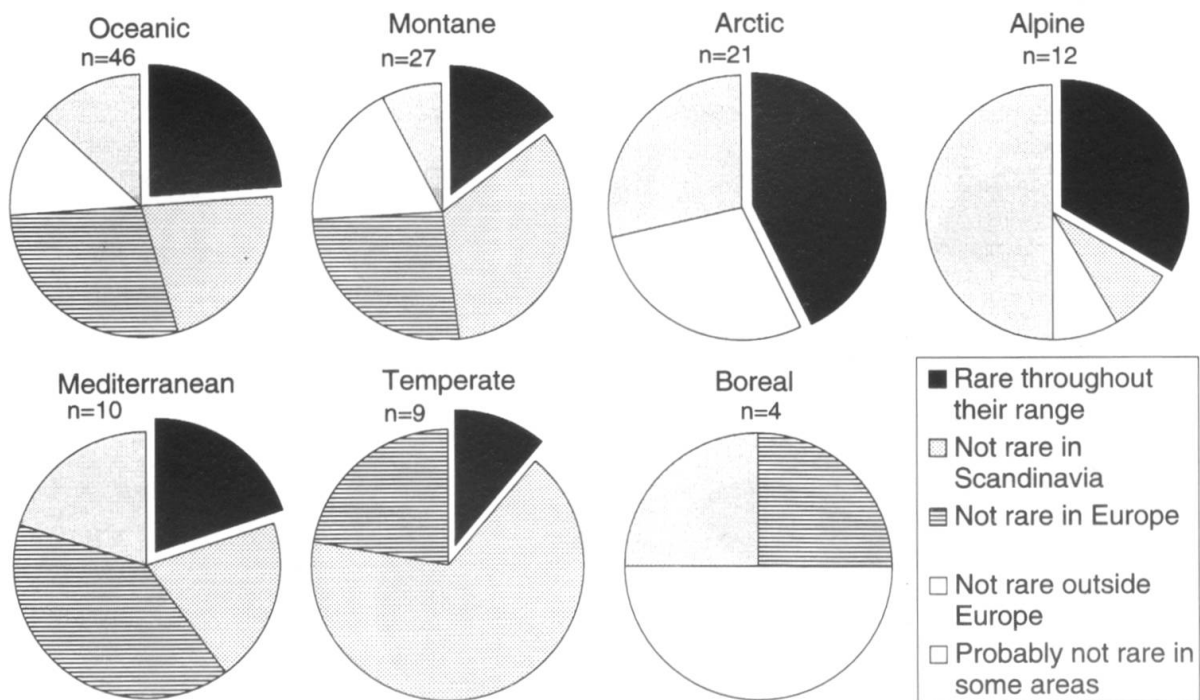 Oceanic
n=46
Montane
n=27
Arctic
n=21
Alpine
n=12
Mediterranean
n=10
Temperate
n=9
Boreal
n=4
Rare throughout
their range
Not rare in
Scandinavia
Not rare in Europe
Not rare outside
Europe
Probably not rare in
some areas